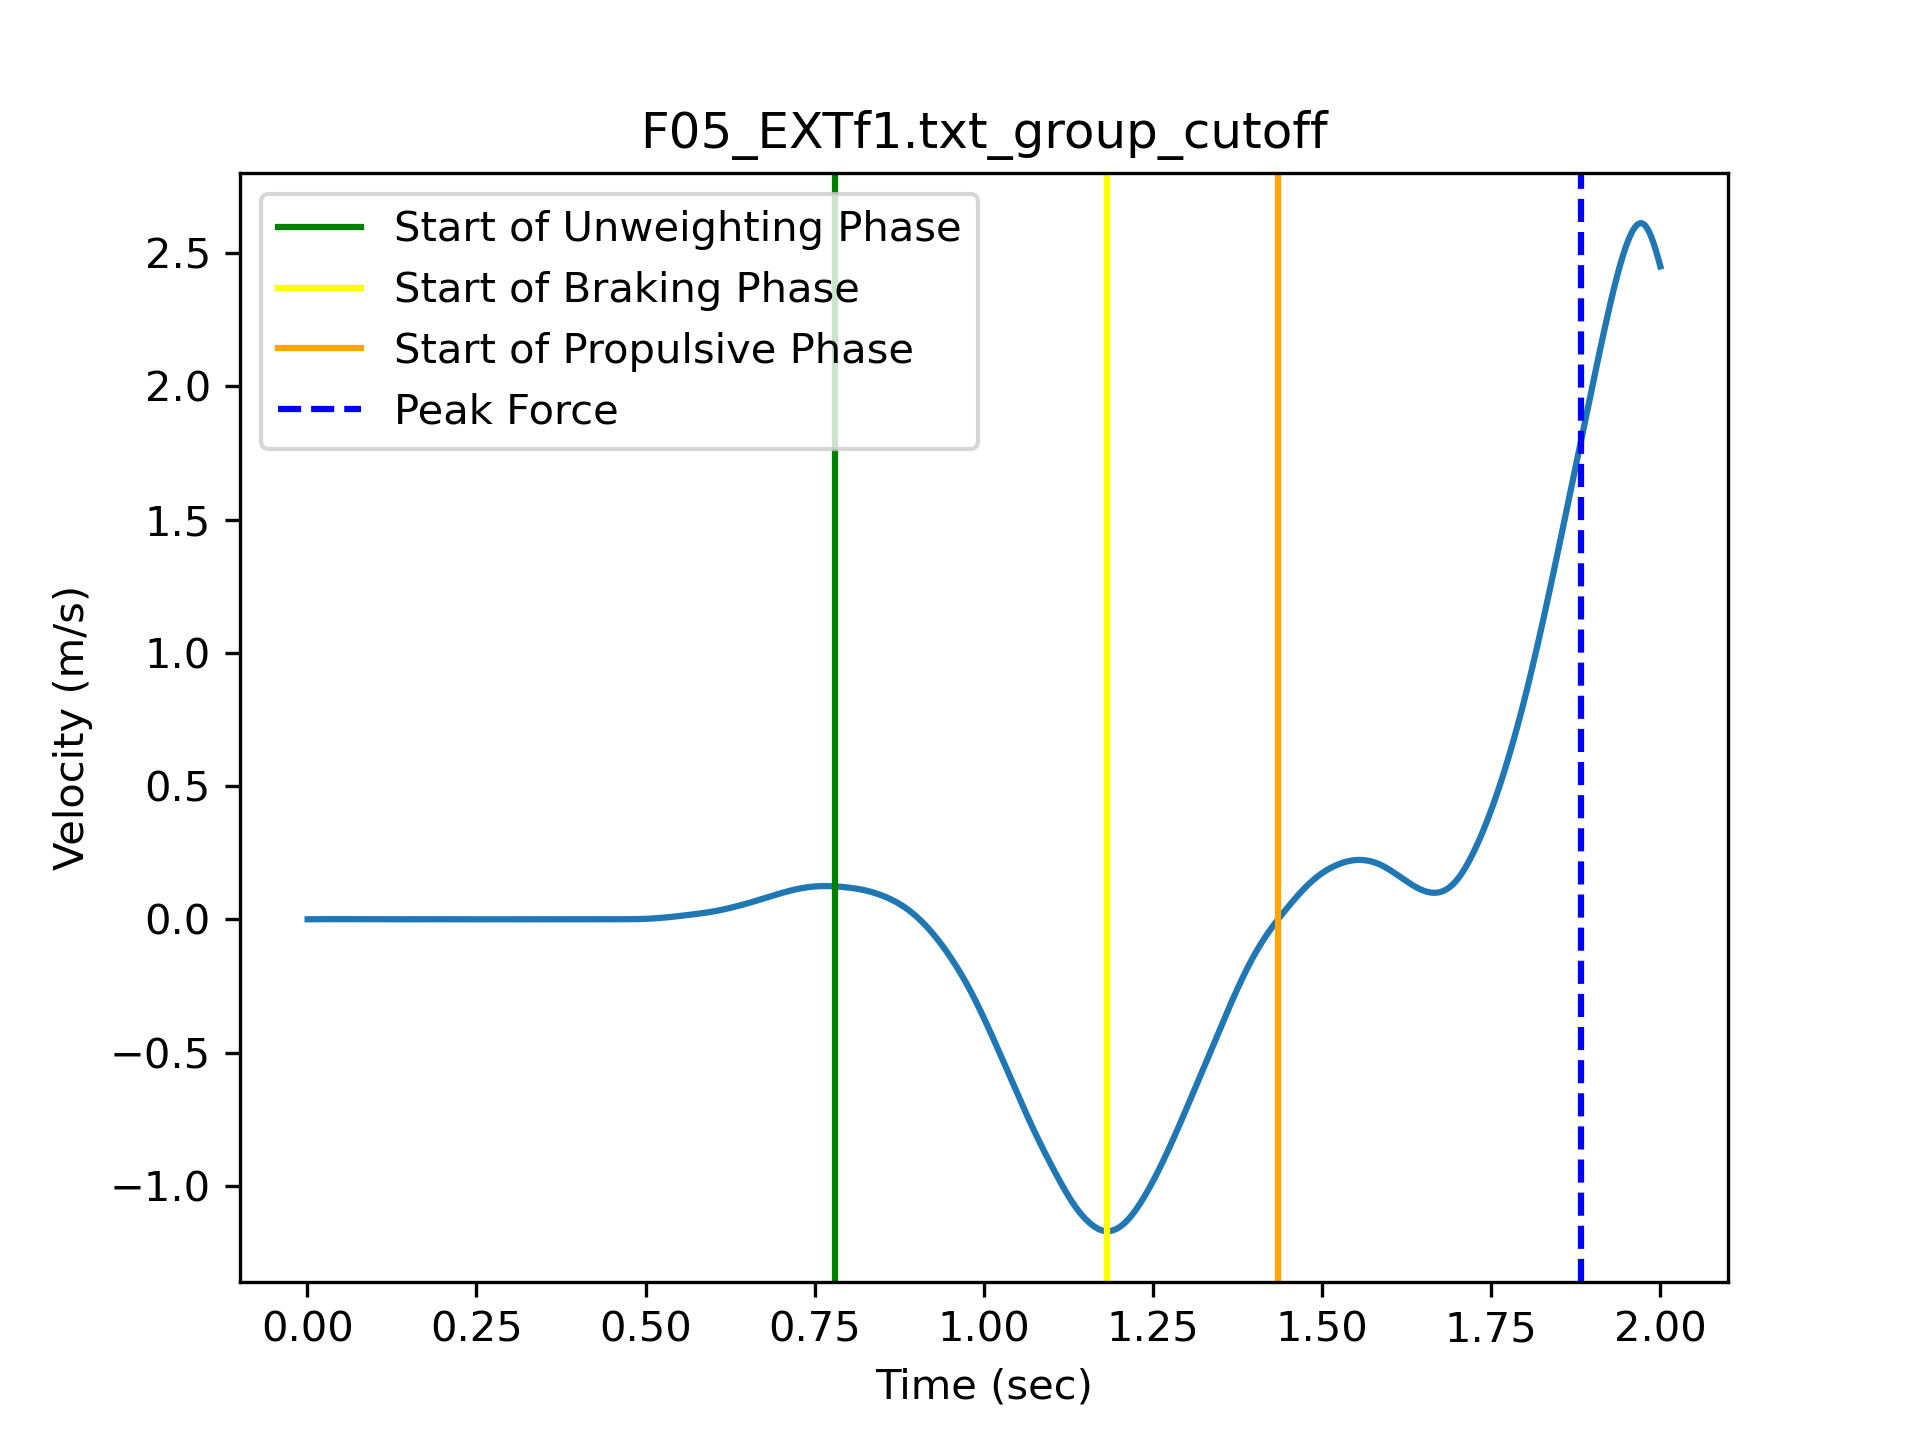 F05_EXTf1.txt_group_cutoff
Start of Unweighting Phase
Start of Braking Phase
Start of Propulsive Phase
Peak Force
2.5
2.0
1.5
1.0
0.5
0.0
−0.5
−1.0
Velocity (m/s)
0.00 0.25 0.50 0.75 1.00 1.25 1.50 1.75 2.00
Time (sec)